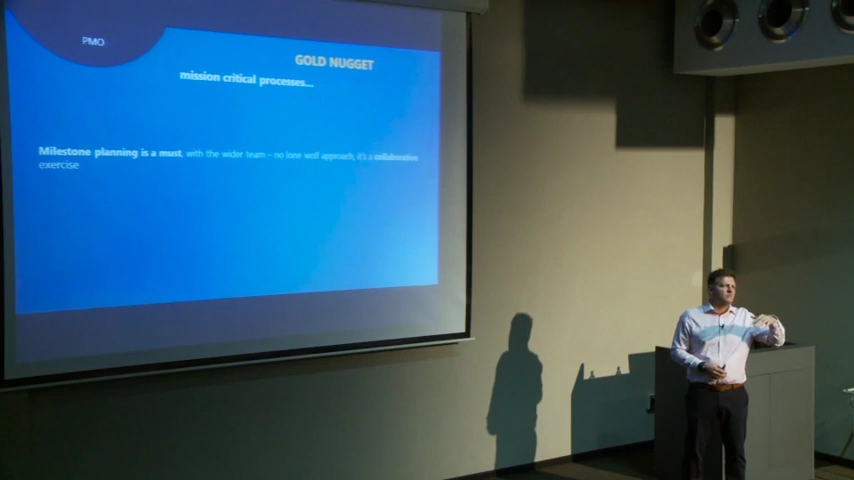 PMO
GOLD NUGGET
mission critical processes...
Milestone planning is a must, with the wider team – no lone wolf approach, it's a collaborative
exercise